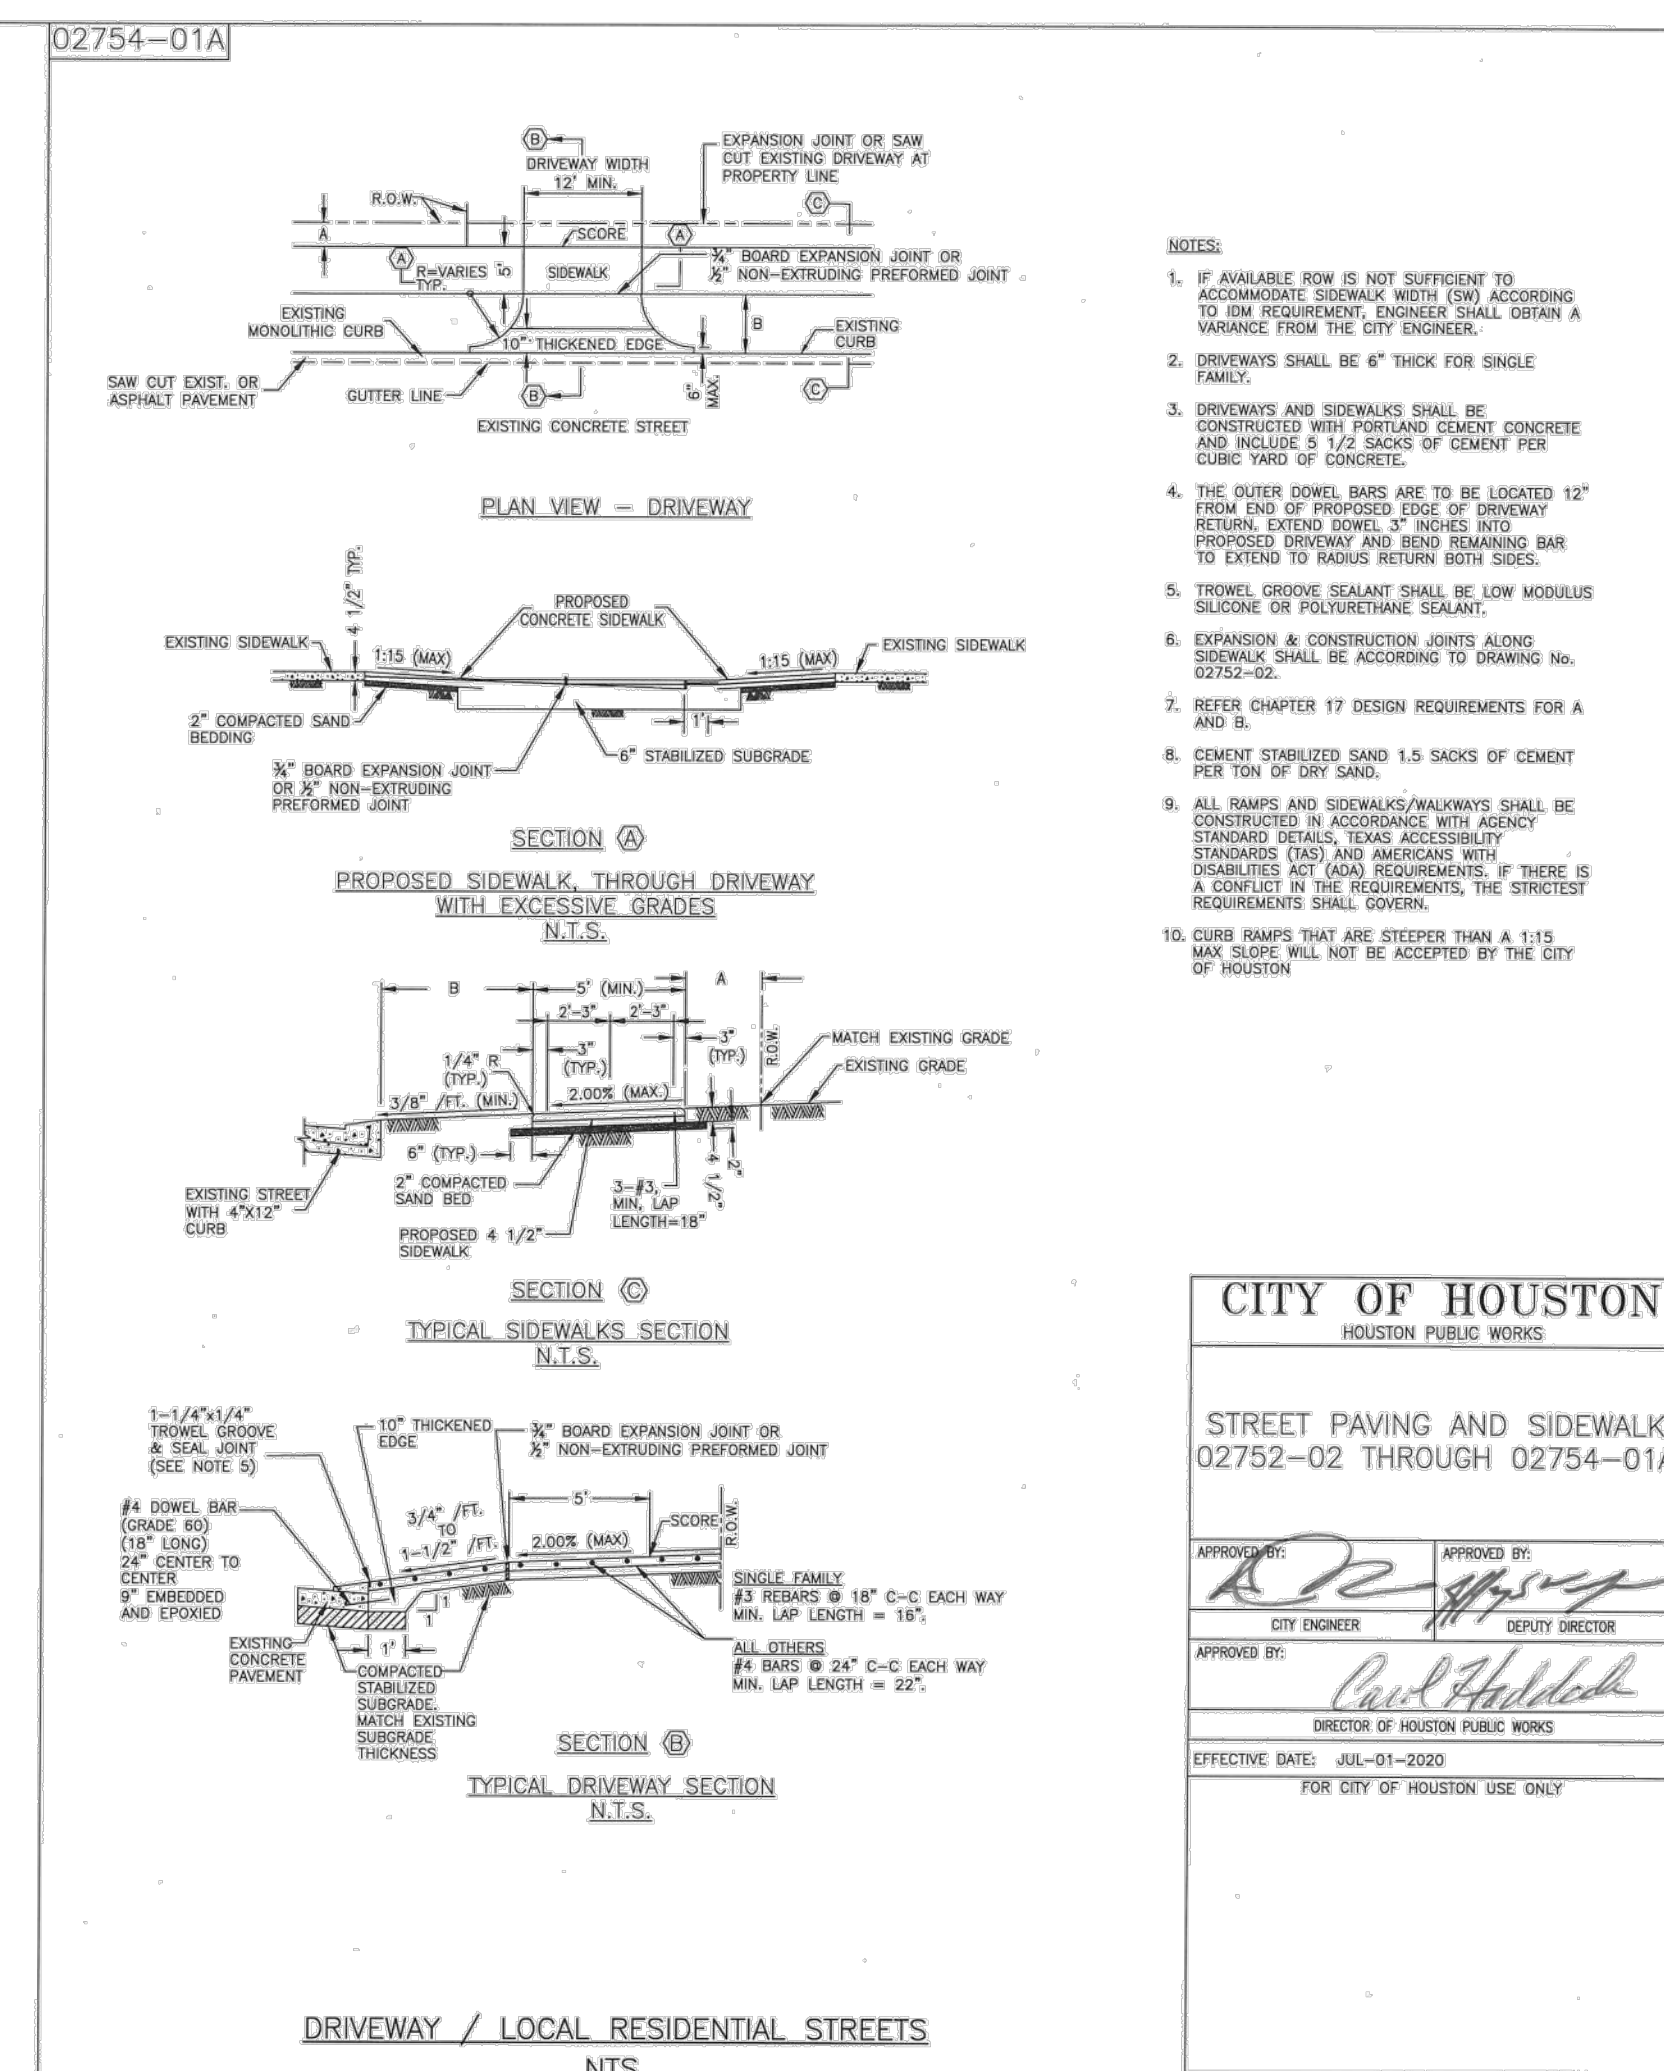 02754-01A
B
DRIVEWAY WIDTH
12' MIN.
EXPANSION JOINT OR SAW
CUT EXISTING DRIVEWAY AT
PROPERTY LINE
R.O.W.
C
A
SCORE
A
A
R=VARIES
TYP.
5'
SIDEWALK
¾" BOARD EXPANSION JOINT OR
½" NON-EXTRUDING PREFORMED JOINT
EXISTING
MONOLITHIC CURB
B
EXISTING
CURB
10" THICKENED EDGE
SAW CUT EXIST. OR
ASPHALT PAVEMENT
GUTTER LINE
B
6"
MAX.
C
EXISTING CONCRETE STREET
PLAN VIEW - DRIVEWAY
4 1/2" TYP.
PROPOSED
CONCRETE SIDEWALK
EXISTING SIDEWALK
1:15 (MAX)
1:15 (MAX)
EXISTING SIDEWALK
2" COMPACTED SAND
BEDDING
1'
6" STABILIZED SUBGRADE
¾" BOARD EXPANSION JOINT
OR ½" NON-EXTRUDING
PREFORMED JOINT
SECTION A
PROPOSED SIDEWALK, THROUGH DRIVEWAY
WITH EXCESSIVE GRADES
N.T.S.
B
5' (MIN.)
A
2'-3"
2'-3"
3"
(TYP.)
3"
(TYP.)
R.O.W.
MATCH EXISTING GRADE
EXISTING GRADE
1/4" R
(TYP.)
3/8" /FT. (MIN.)
2.00% (MAX.)
6" (TYP.)
2" COMPACTED
SAND BED
3-#3,
MIN. LAP
LENGTH=18"
4 1/2"
2"
EXISTING STREET
WITH 4"X12"
CURB
PROPOSED 4 1/2"
SIDEWALK
SECTION C
TYPICAL SIDEWALKS SECTION
N.T.S.
1-1/4"x1/4"
TROWEL GROOVE
& SEAL JOINT
(SEE NOTE 5)
10" THICKENED
EDGE
¾" BOARD EXPANSION JOINT OR
½" NON-EXTRUDING PREFORMED JOINT
#4 DOWEL BAR
(GRADE 60)
(18" LONG)
24" CENTER TO
CENTER
9" EMBEDDED
AND EPOXIED
3/4" /FT.
TO
1-1/2" /FT.
5'
2.00% (MAX)
SCORE
R.O.W.
1
1
1'
SINGLE FAMILY
#3 REBARS @ 18" C-C EACH WAY
MIN. LAP LENGTH = 16".
ALL OTHERS
#4 BARS @ 24" C-C EACH WAY
MIN. LAP LENGTH = 22".
EXISTING
CONCRETE
PAVEMENT
COMPACTED
STABILIZED
SUBGRADE.
MATCH EXISTING
SUBGRADE
THICKNESS
SECTION B
TYPICAL DRIVEWAY SECTION
N.T.S.
DRIVEWAY / LOCAL RESIDENTIAL STREETS
NTS
NOTES:
1. IF AVAILABLE ROW IS NOT SUFFICIENT TO
ACCOMMODATE SIDEWALK WIDTH (SW) ACCORDING
TO IDM REQUIREMENT, ENGINEER SHALL OBTAIN A
VARIANCE FROM THE CITY ENGINEER.
2. DRIVEWAYS SHALL BE 6" THICK FOR SINGLE
FAMILY.
3. DRIVEWAYS AND SIDEWALKS SHALL BE
CONSTRUCTED WITH PORTLAND CEMENT CONCRETE
AND INCLUDE 5 1/2 SACKS OF CEMENT PER
CUBIC YARD OF CONCRETE.
4. THE OUTER DOWEL BARS ARE TO BE LOCATED 12"
FROM END OF PROPOSED EDGE OF DRIVEWAY
RETURN. EXTEND DOWEL 3" INCHES INTO
PROPOSED DRIVEWAY AND BEND REMAINING BAR
TO EXTEND TO RADIUS RETURN BOTH SIDES.
5. TROWEL GROOVE SEALANT SHALL BE LOW MODULUS
SILICONE OR POLYURETHANE SEALANT.
6. EXPANSION & CONSTRUCTION JOINTS ALONG
SIDEWALK SHALL BE ACCORDING TO DRAWING No.
02752-02.
7. REFER CHAPTER 17 DESIGN REQUIREMENTS FOR A
AND B.
8. CEMENT STABILIZED SAND 1.5 SACKS OF CEMENT
PER TON OF DRY SAND.
9. ALL RAMPS AND SIDEWALKS/WALKWAYS SHALL BE
CONSTRUCTED IN ACCORDANCE WITH AGENCY
STANDARD DETAILS, TEXAS ACCESSIBILITY
STANDARDS (TAS) AND AMERICANS WITH
DISABILITIES ACT (ADA) REQUIREMENTS. IF THERE IS
A CONFLICT IN THE REQUIREMENTS, THE STRICTEST
REQUIREMENTS SHALL GOVERN.
10. CURB RAMPS THAT ARE STEEPER THAN A 1:15
MAX SLOPE WILL NOT BE ACCEPTED BY THE CITY
OF HOUSTON
CITY OF HOUSTON
HOUSTON PUBLIC WORKS
STREET PAVING AND SIDEWALK
02752-02 THROUGH 02754-01A
APPROVED BY:
APPROVED BY:
CITY ENGINEER
DEPUTY DIRECTOR
APPROVED BY:
Carol Haddock
DIRECTOR OF HOUSTON PUBLIC WORKS
EFFECTIVE DATE: JUL-01-2020
FOR CITY OF HOUSTON USE ONLY